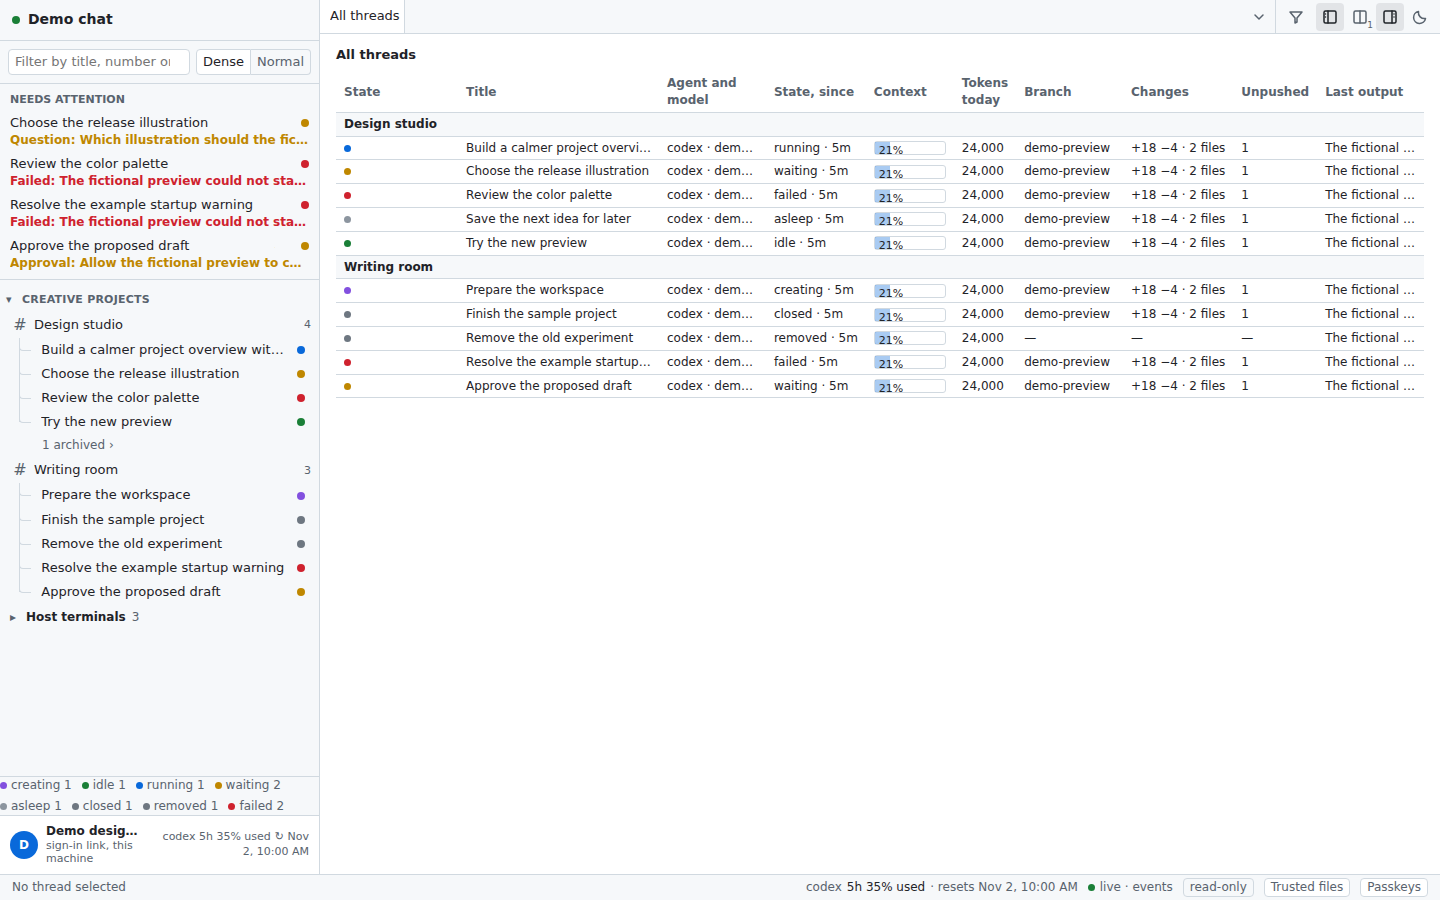 Demo chat
All threads
1
Filter by title, number or
Dense
Normal
All threads
NEEDS ATTENTION
Choose the release illustration
Question: Which illustration should the fic…
Review the color palette
Failed: The fictional preview could not sta…
Resolve the example startup warning
Failed: The fictional preview could not sta…
Approve the proposed draft
Approval: Allow the fictional preview to c…
CREATIVE PROJECTS
# Design studio 4
Build a calmer project overview wit…
Choose the release illustration
Review the color palette
Try the new preview
1 archived ›
# Writing room 3
Prepare the workspace
Finish the sample project
Remove the old experiment
Resolve the example startup warning
Approve the proposed draft
Host terminals 3
State Title Agent and model State, since Context Tokens today Branch Changes Unpushed Last output
Design studio
Build a calmer project overvi… codex · dem… running · 5m 21% 24,000 demo-preview +18 −4 · 2 files 1 The fictional …
Choose the release illustration codex · dem… waiting · 5m 21% 24,000 demo-preview +18 −4 · 2 files 1 The fictional …
Review the color palette codex · dem… failed · 5m 21% 24,000 demo-preview +18 −4 · 2 files 1 The fictional …
Save the next idea for later codex · dem… asleep · 5m 21% 24,000 demo-preview +18 −4 · 2 files 1 The fictional …
Try the new preview codex · dem… idle · 5m 21% 24,000 demo-preview +18 −4 · 2 files 1 The fictional …
Writing room
Prepare the workspace codex · dem… creating · 5m 21% 24,000 demo-preview +18 −4 · 2 files 1 The fictional …
Finish the sample project codex · dem… closed · 5m 21% 24,000 demo-preview +18 −4 · 2 files 1 The fictional …
Remove the old experiment codex · dem… removed · 5m 21% 24,000 — — — The fictional …
Resolve the example startup… codex · dem… failed · 5m 21% 24,000 demo-preview +18 −4 · 2 files 1 The fictional …
Approve the proposed draft codex · dem… waiting · 5m 21% 24,000 demo-preview +18 −4 · 2 files 1 The fictional …
creating 1 idle 1 running 1 waiting 2
asleep 1 closed 1 removed 1 failed 2
D
Demo desig…
sign-in link, this
machine
codex 5h 35% used ↻ Nov
2, 10:00 AM
No thread selected
codex 5h 35% used · resets Nov 2, 10:00 AM live · events read-only Trusted files Passkeys